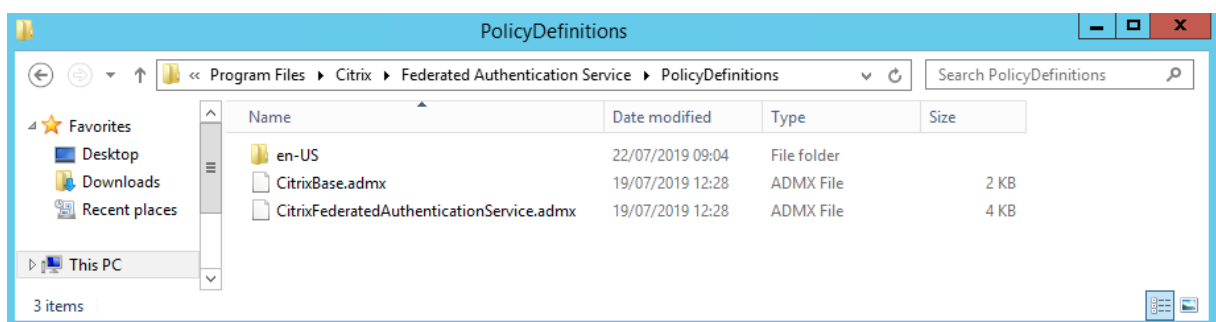 PolicyDefinitions
« Program Files Citrix Federated Authentication Service PolicyDefinitions Search PolicyDefinitions
Favorites
Desktop
Downloads
Recent places
This PC
Name Date modified Type Size
en-US 22/07/2019 09:04 File folder
CitrixBase.admx 19/07/2019 12:28 ADMX File 2 KB
CitrixFederatedAuthenticationService.admx 19/07/2019 12:28 ADMX File 4 KB
3 items